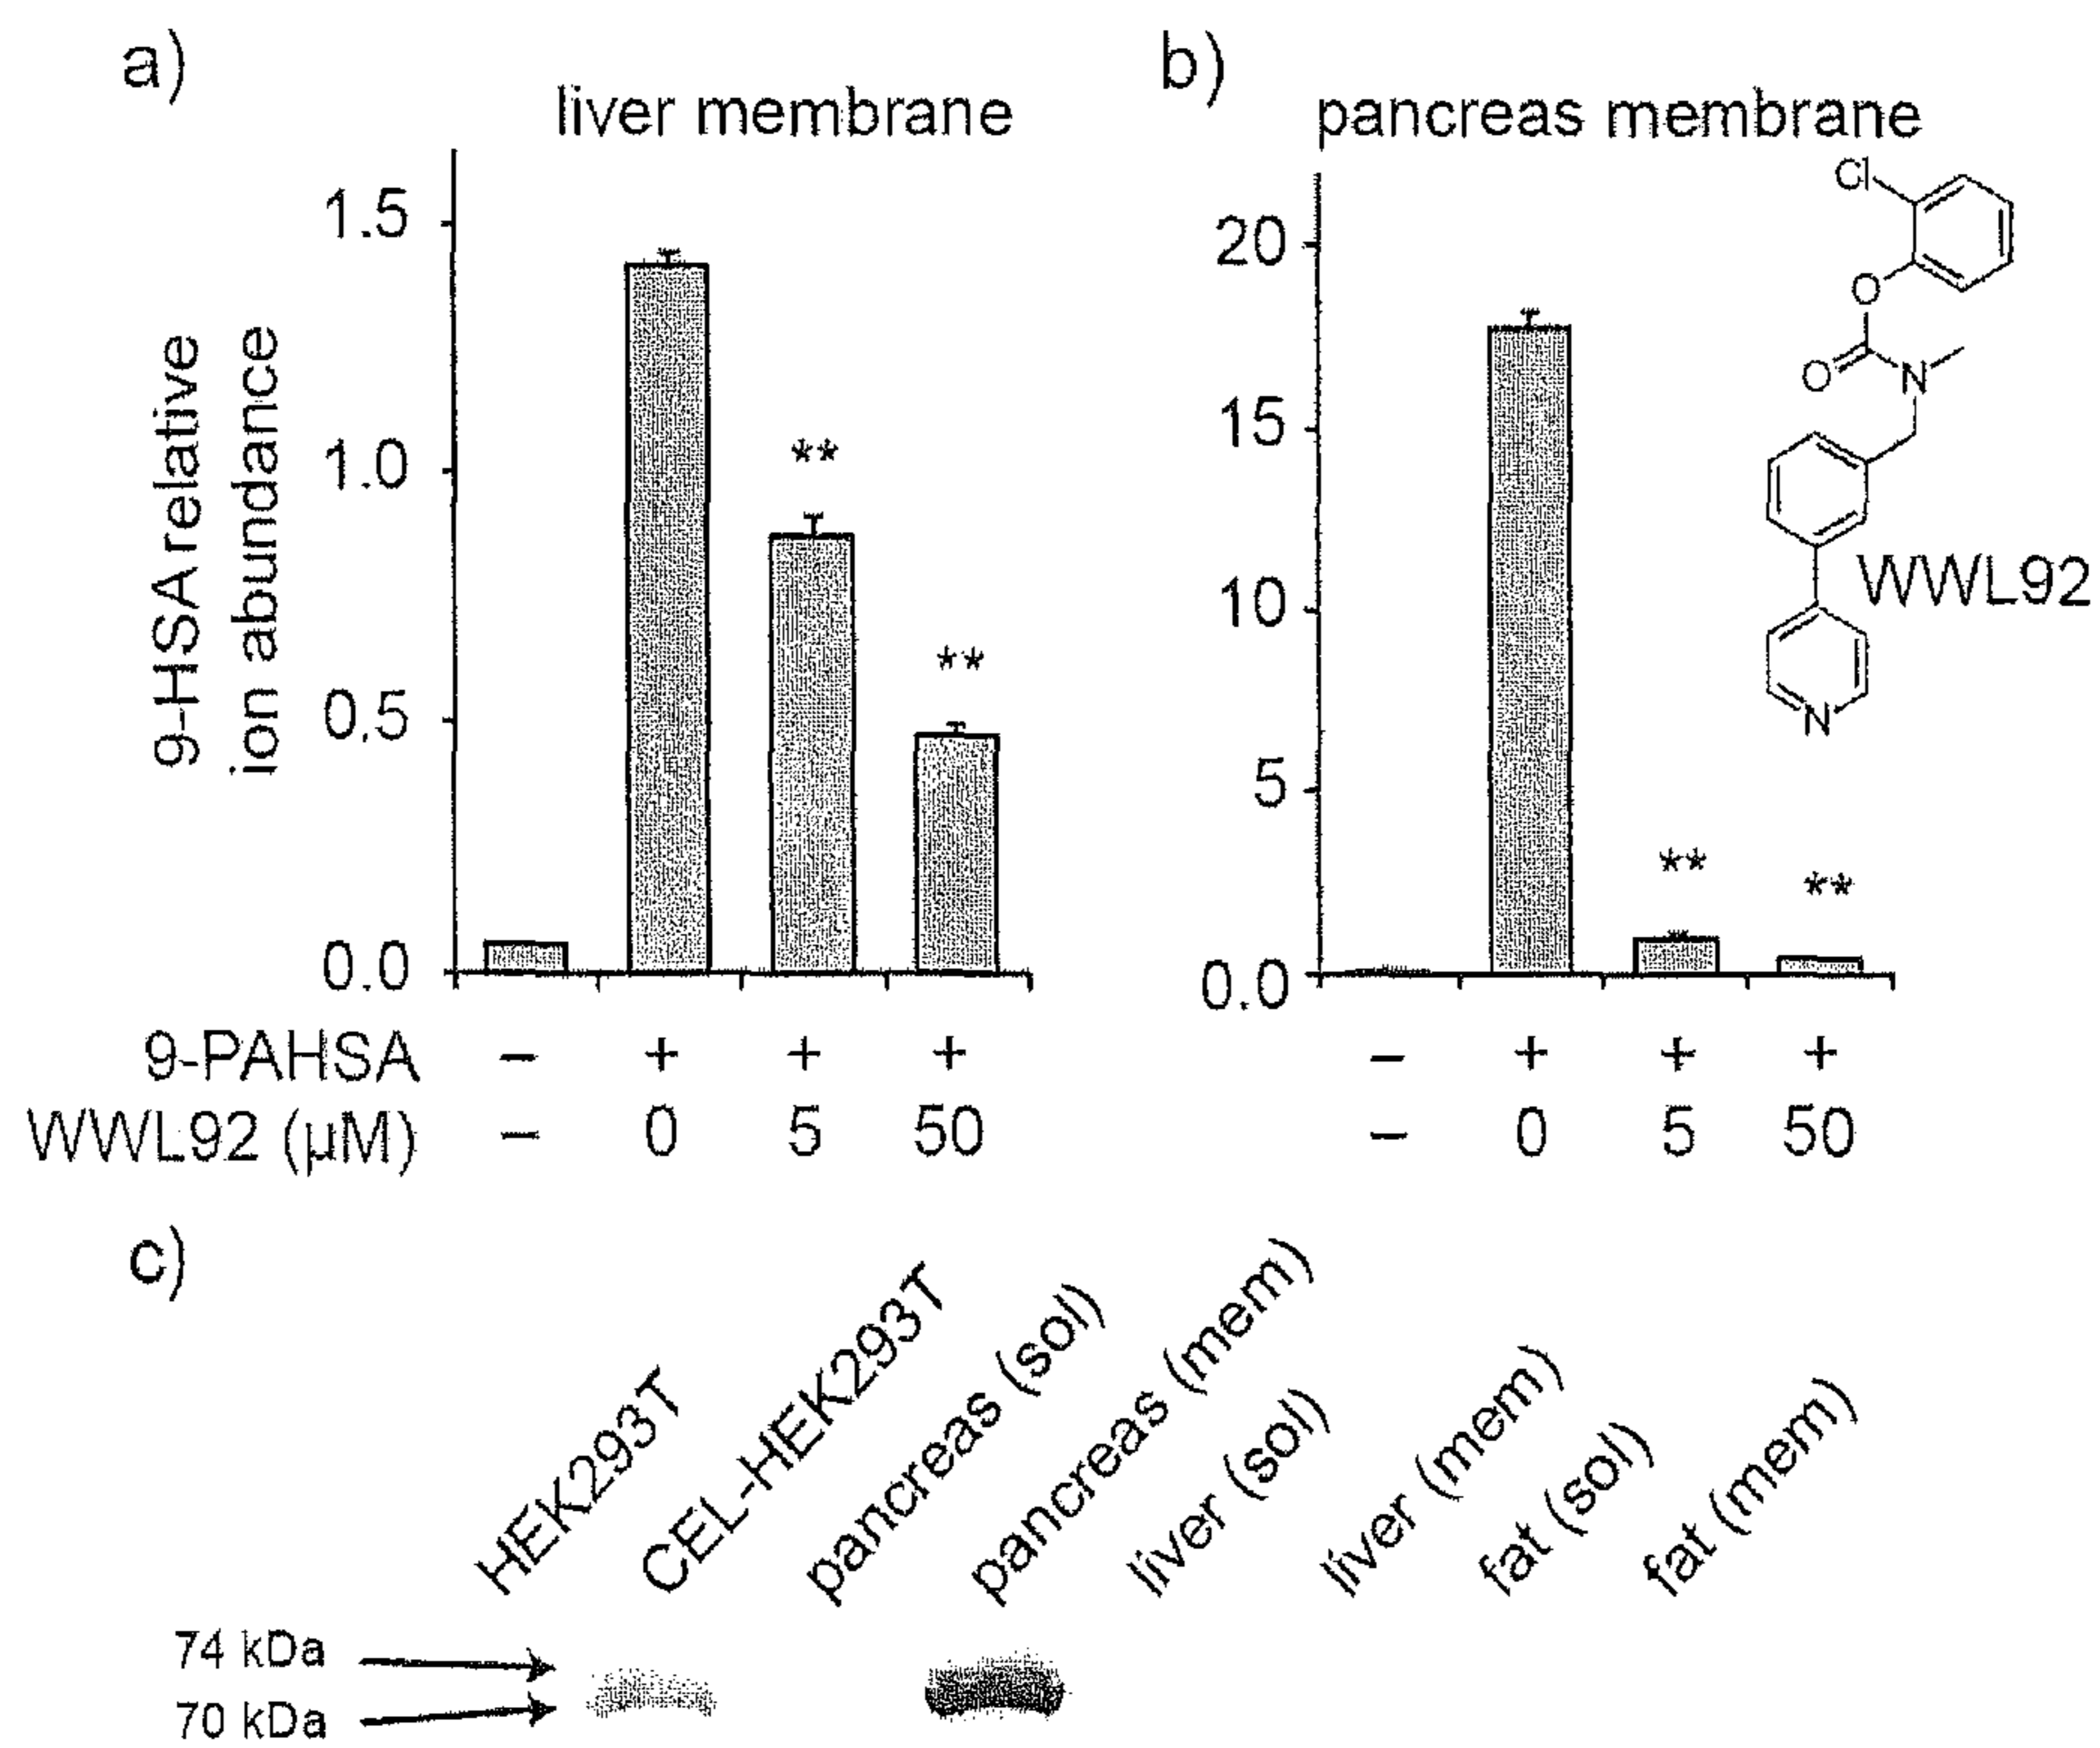 a)
liver membrane
9-HSA relative
ion abundance
1.5
1.0
0.5
0.0
**
**
b)
pancreas membrane
20
15
10
5
0.0
**
**
Cl
O
O
N
N
WWL92
9-PAHSA − + + + − + + +
WWL92 (µM) − 0 5 50 − 0 5 50
c)
HEK293T
CEL-HEK293T
pancreas (sol)
pancreas (mem)
liver (sol)
liver (mem)
fat (sol)
fat (mem)
74 kDa
70 kDa